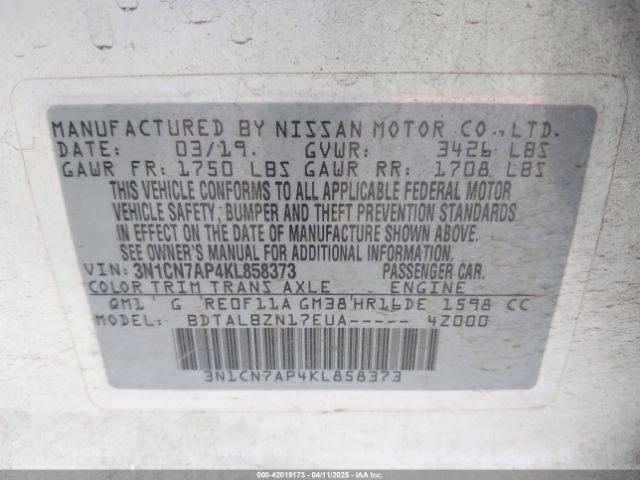 MANUFACTURED BY NISSAN MOTOR CO., LTD.
DATE: 03/19. GVWR: 3426 LBS
GAWR FR: 1750 LBS GAWR RR: 1708 LBS
THIS VEHICLE CONFORMS TO ALL APPLICABLE FEDERAL MOTOR
VEHICLE SAFETY, BUMPER AND THEFT PREVENTION STANDARDS
IN EFFECT ON THE DATE OF MANUFACTURE SHOWN ABOVE.
SEE OWNER'S MANUAL FOR ADDITIONAL INFORMATION.
VIN: 3N1CN7AP4KL858373 PASSENGER CAR.
COLOR TRIM TRANS AXLE ENGINE
QM1 G RE0F11A GM38 HR16DE 1598 CC
MODEL: BDTALBZN17EUA----- 4Z000
3N1CN7AP4KL858373
000-42019173 - 04/11/2025 - IAAI.COM